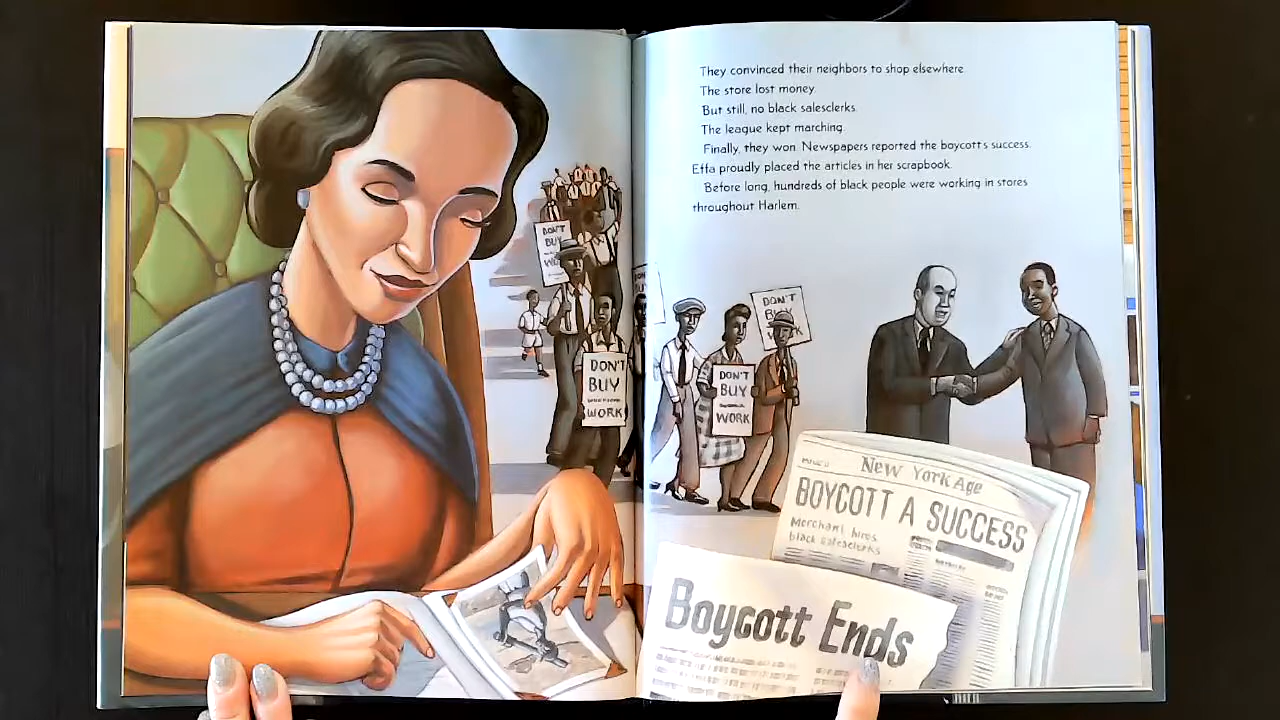 They convinced their neighbors to shop elsewhere.
The store lost money.
But still, no black salesclerks.
The league kept marching.
Finally, they won. Newspapers reported the boycott's success.
Effa proudly placed the articles in her scrapbook.
Before long, hundreds of black people were working in stores
throughout Harlem.
DON'T
BUY
DON'T
BUY
WORK
DON'T
BUY
WORK
DON'T
BUY
WORK
New York Age
BOYCOTT A SUCCESS
Merchant hires
black salesclerks
Boycott Ends